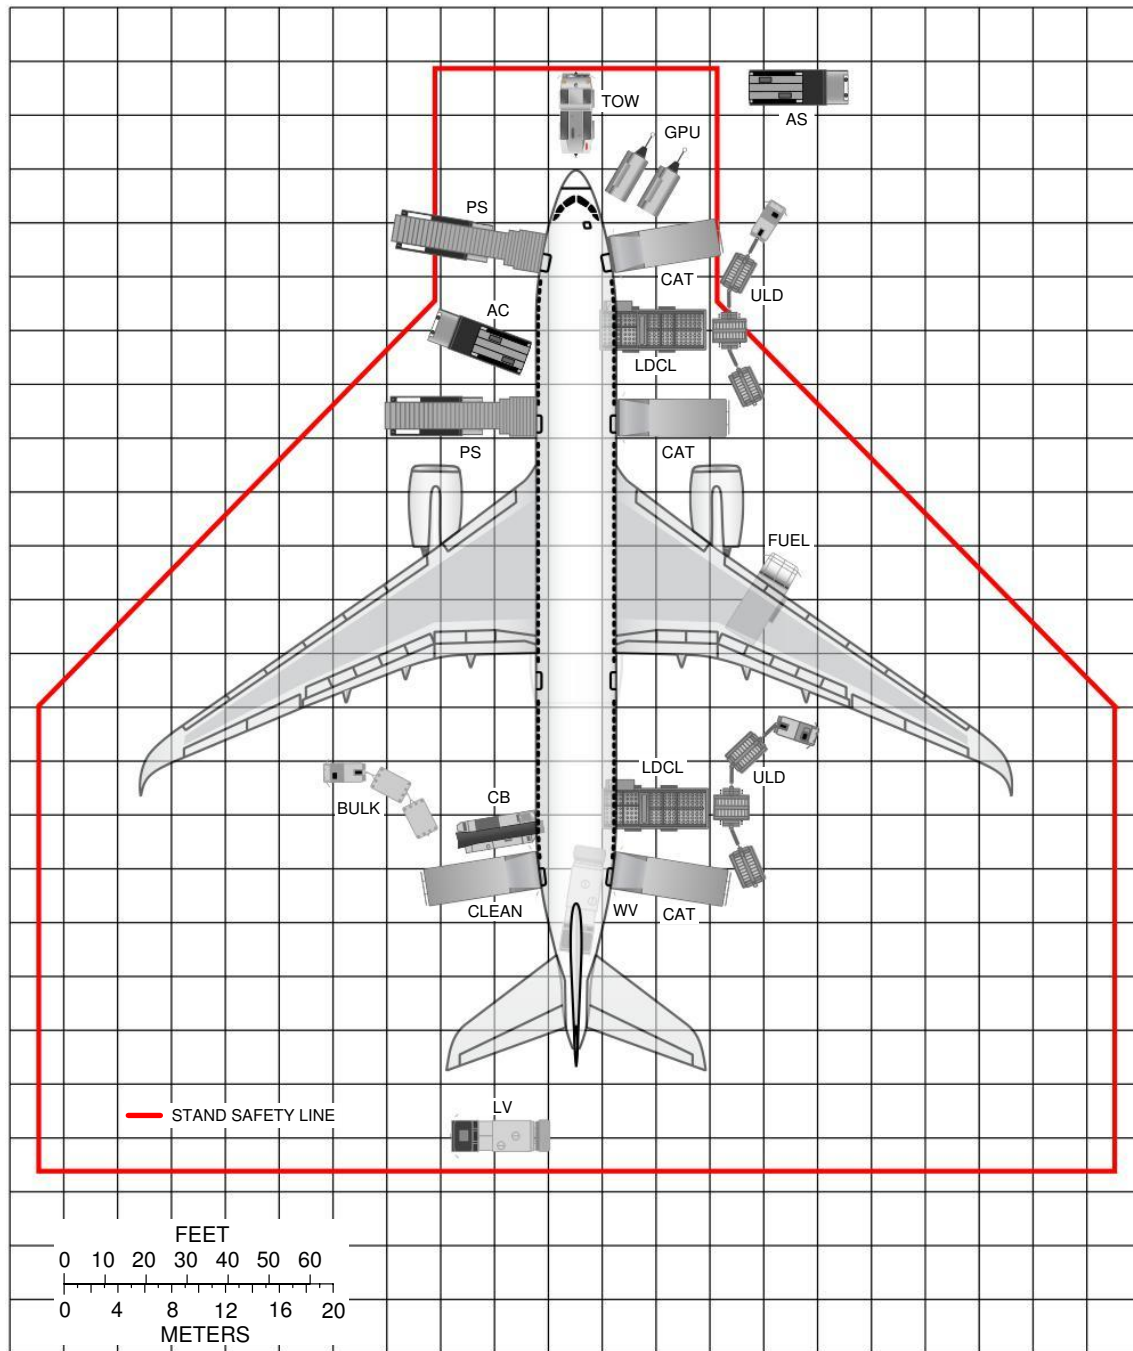 TOW
AS
GPU
PS
CAT
ULD
AC
LDCL
PS
CAT
FUEL
LDCL
ULD
BULK
CB
CLEAN
WV
CAT
LV
STAND SAFETY LINE
FEET
0 10 20 30 40 50 60
0 4 8 12 16 20
METERS